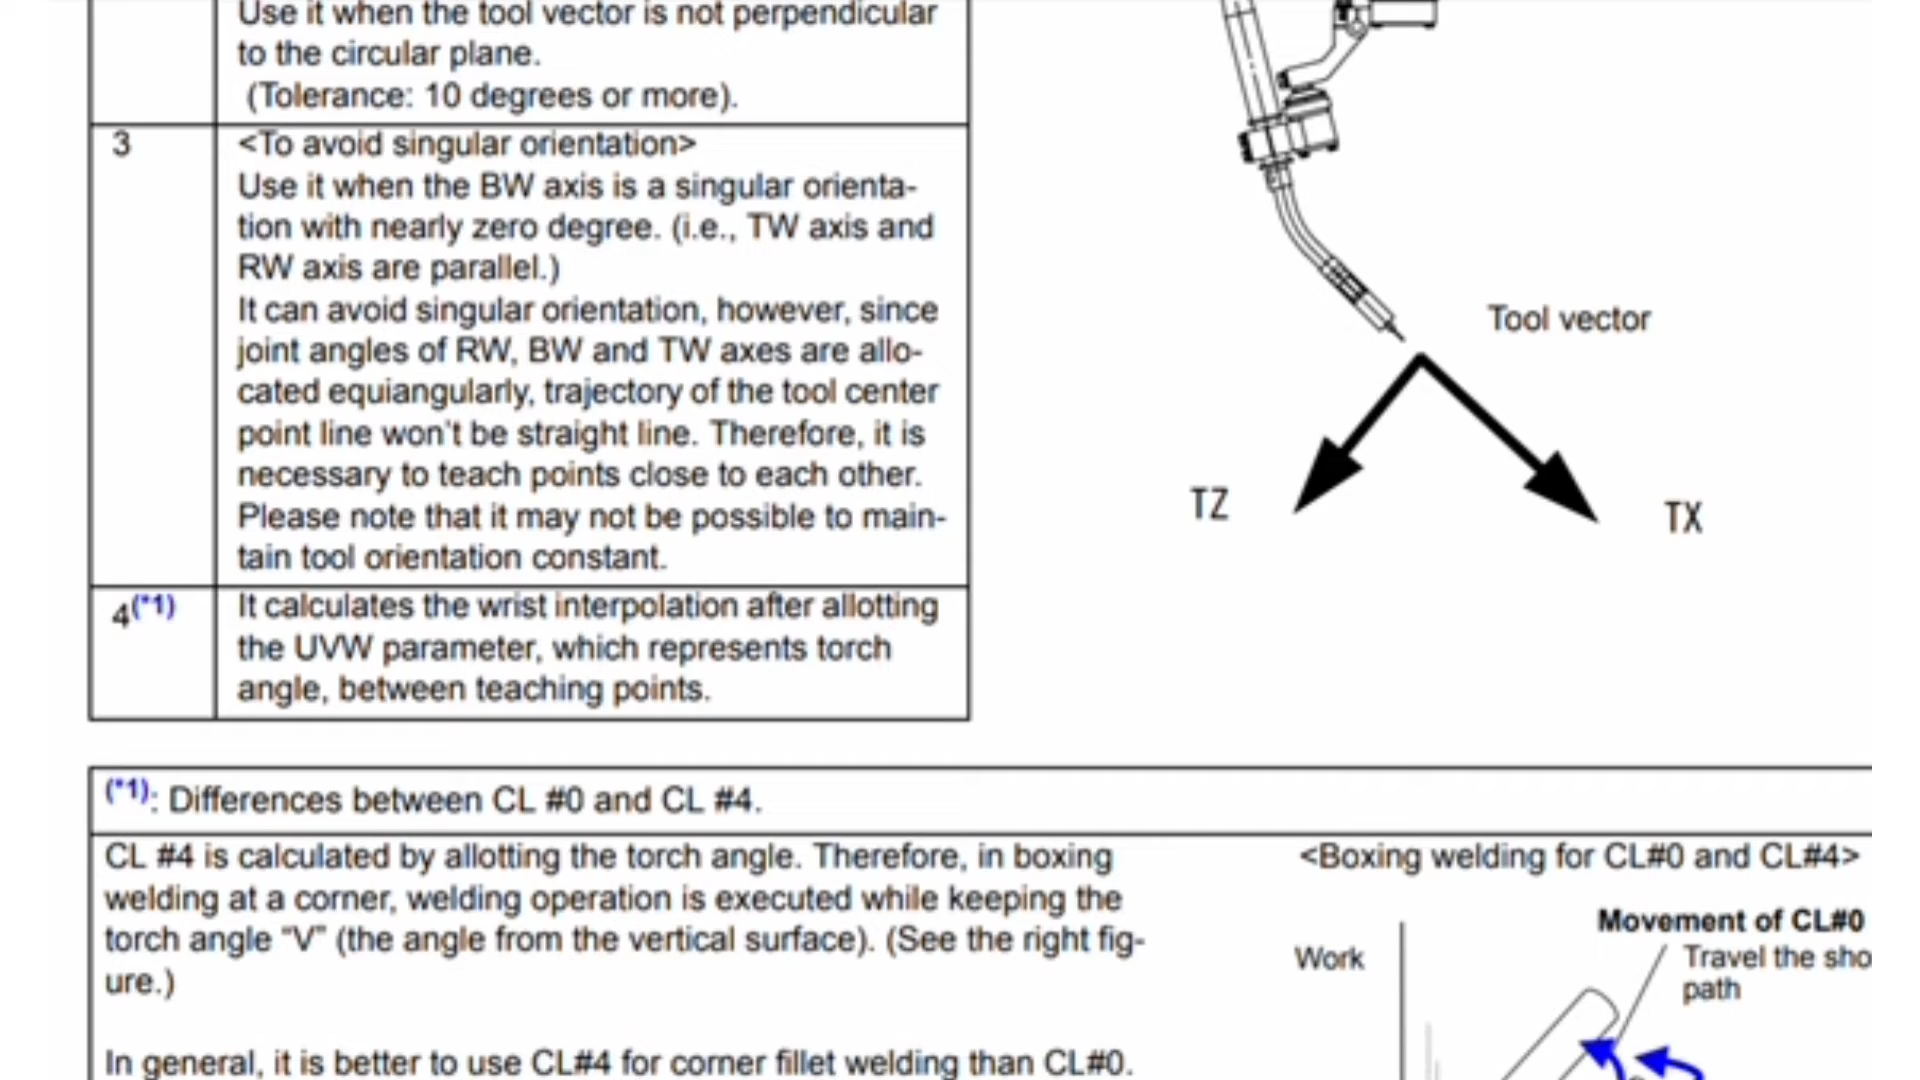 Use it when the tool vector is not perpendicular
to the circular plane.
(Tolerance: 10 degrees or more).
3
<To avoid singular orientation>
Use it when the BW axis is a singular orienta-
tion with nearly zero degree. (i.e., TW axis and
RW axis are parallel.)
It can avoid singular orientation, however, since
joint angles of RW, BW and TW axes are allo-
cated equiangularly, trajectory of the tool center
point line won't be straight line. Therefore, it is
necessary to teach points close to each other.
Please note that it may not be possible to main-
tain tool orientation constant.
4(*1)
It calculates the wrist interpolation after allotting
the UVW parameter, which represents torch
angle, between teaching points.
Tool vector
TZ
TX
(*1): Differences between CL #0 and CL #4.
CL #4 is calculated by allotting the torch angle. Therefore, in boxing
welding at a corner, welding operation is executed while keeping the
torch angle “V” (the angle from the vertical surface). (See the right fig-
ure.)
In general, it is better to use CL#4 for corner fillet welding than CL#0.
<Boxing welding for CL#0 and CL#4>
Movement of CL#0
Work
Travel the sho
path